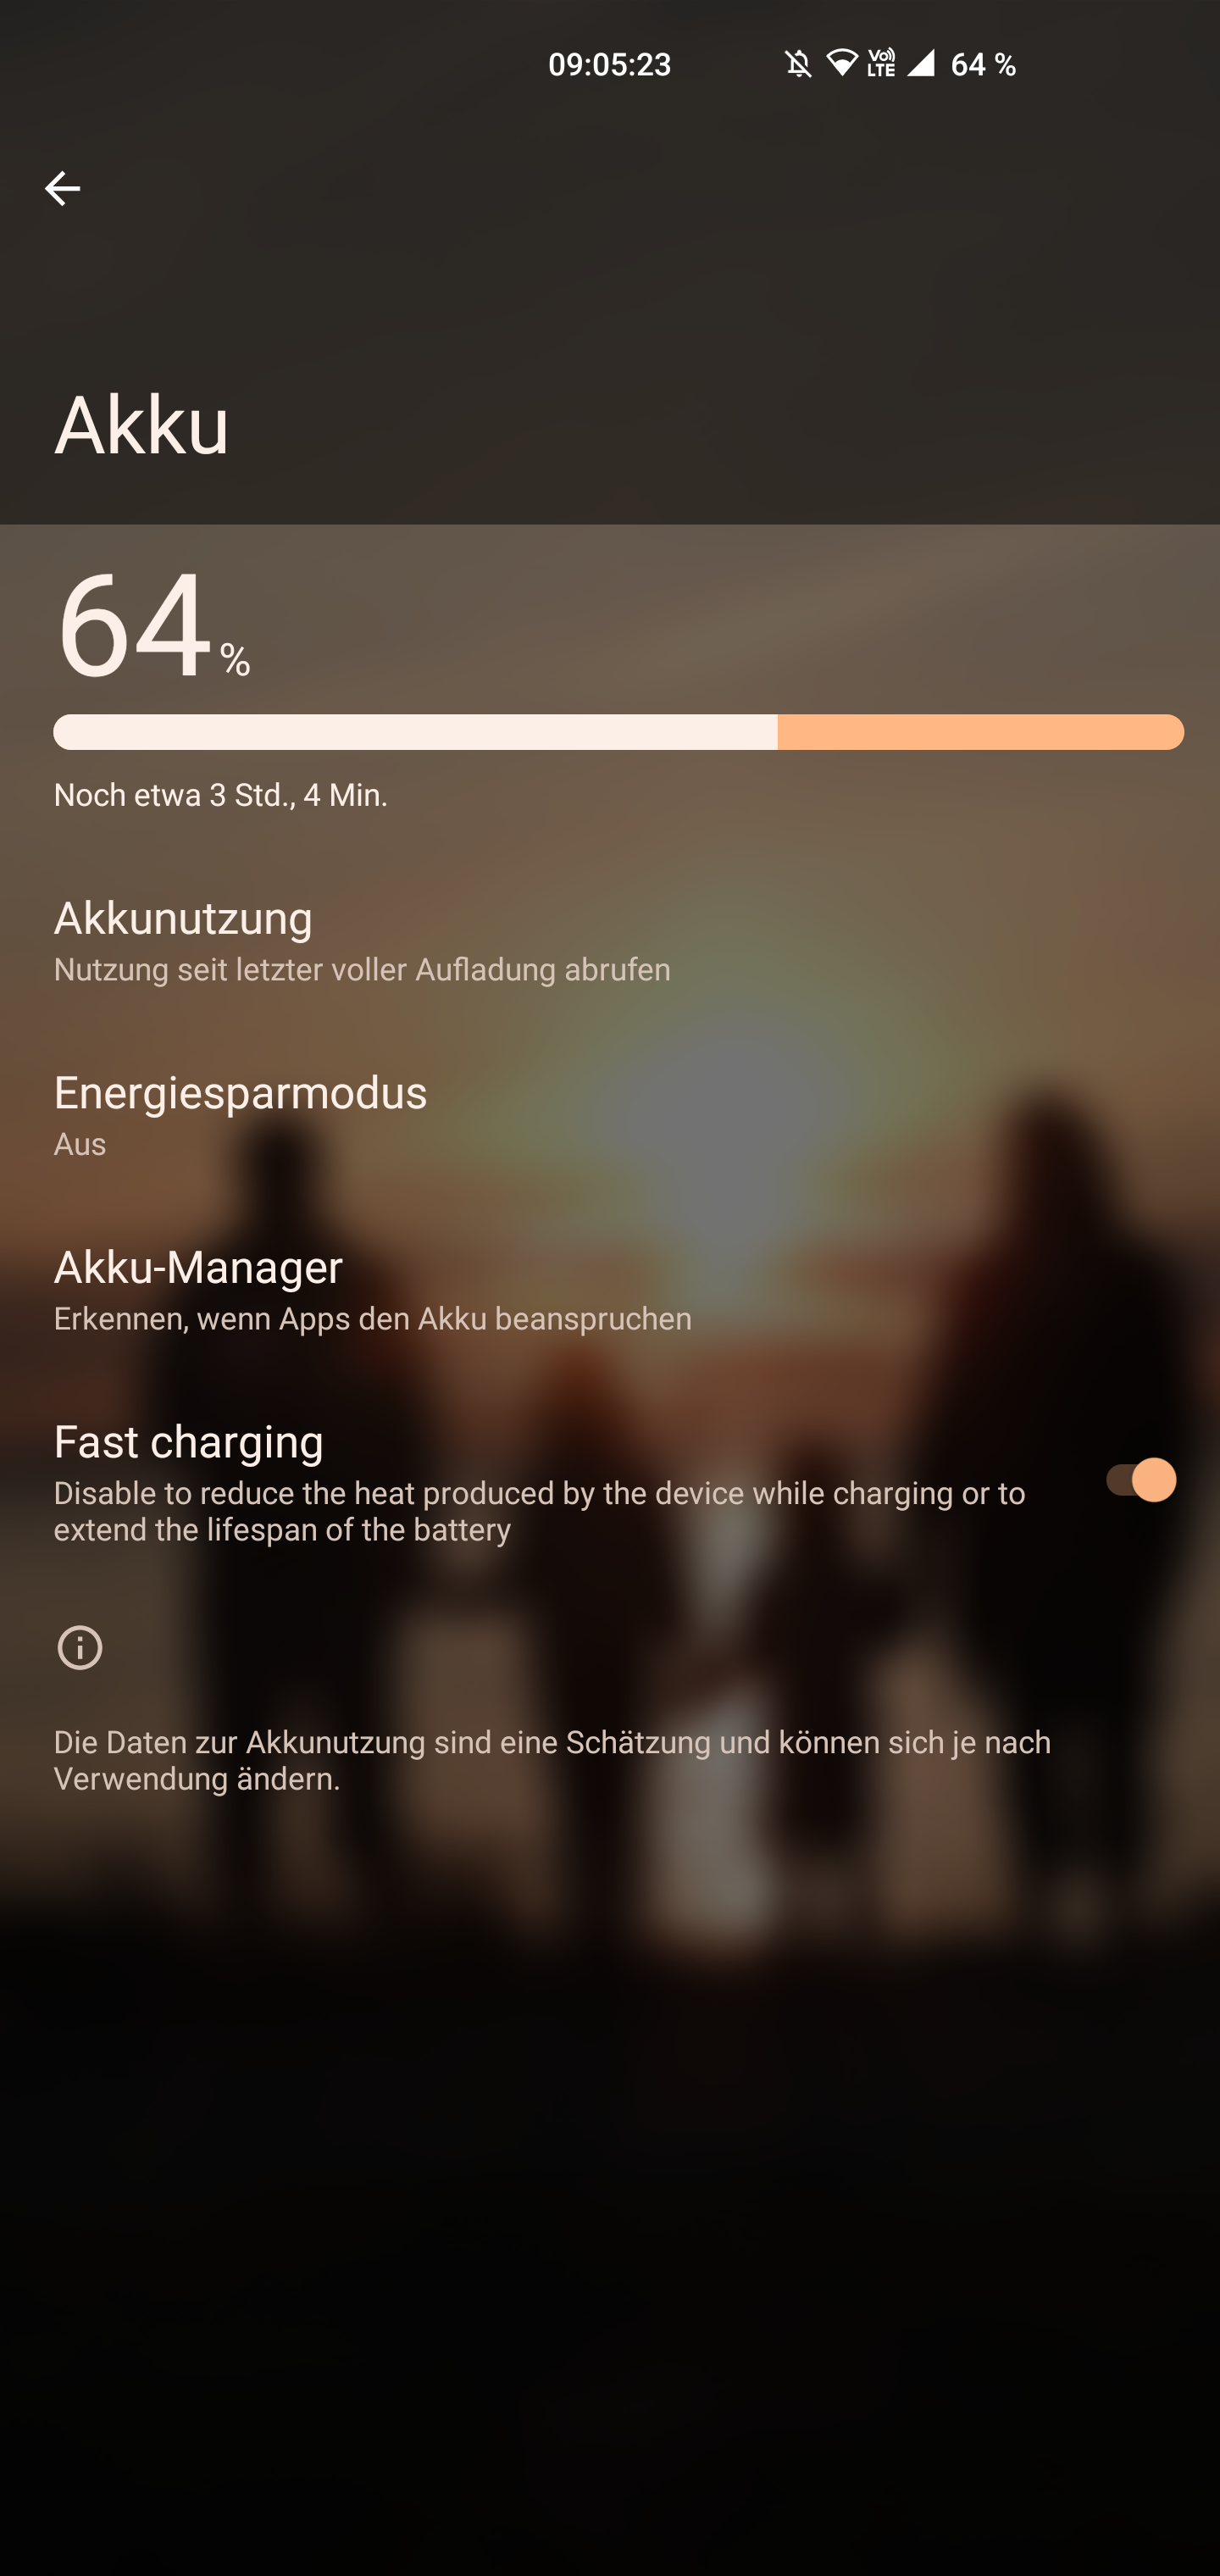 09:05:23 Vo) LTE 64 %
Akku
64 %
Noch etwa 3 Std., 4 Min.
Akkunutzung
Nutzung seit letzter voller Aufladung abrufen
Energiesparmodus
Aus
Akku-Manager
Erkennen, wenn Apps den Akku beanspruchen
Fast charging
Disable to reduce the heat produced by the device while charging or to
extend the lifespan of the battery
Die Daten zur Akkunutzung sind eine Schätzung und können sich je nach
Verwendung ändern.